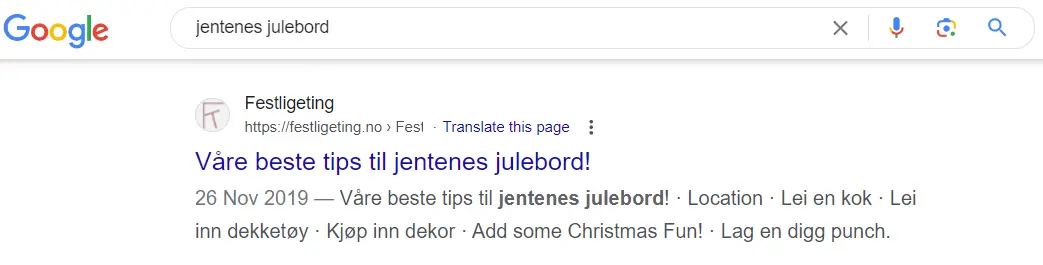 Google
jentenes julebord
Festligeting
https://festligeting.no › Fest · Translate this page
Våre beste tips til jentenes julebord!
26 Nov 2019 — Våre beste tips til jentenes julebord! · Location · Lei en kok · Lei
inn dekketøy · Kjøp inn dekor · Add some Christmas Fun! · Lag en digg punch.